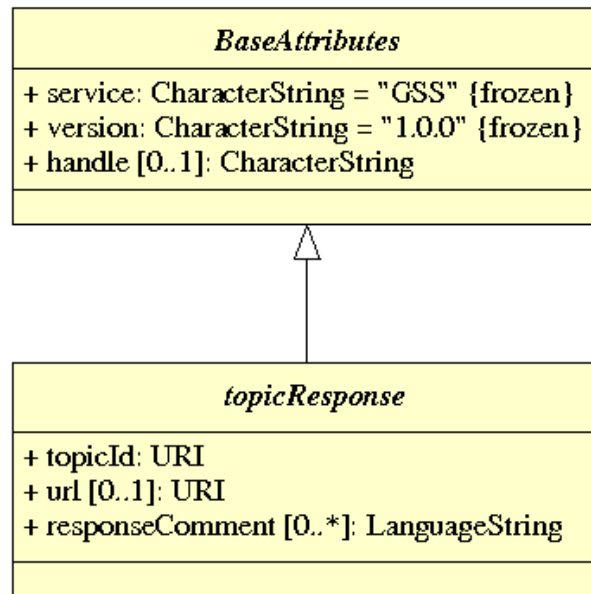 BaseAttributes
+ service: CharacterString = "GSS" {frozen}
+ version: CharacterString = "1.0.0" {frozen}
+ handle [0..1]: CharacterString
topicResponse
+ topicId: URI
+ url [0..1]: URI
+ responseComment [0..*]: LanguageString